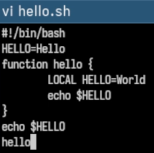 vi hello.sh
#!/bin/bash
HELLO=Hello
function hello {
LOCAL HELLO=World
echo $HELLO
}
echo $HELLO
hello